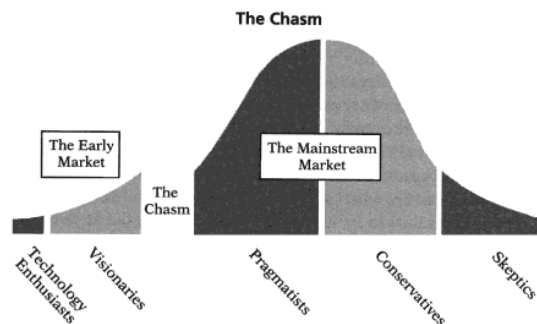 The Chasm
The Early
Market
The Mainstream
Market
The
Chasm
Technology
Enthusiasts
Visionaries
Pragmatists
Conservatives
Skeptics